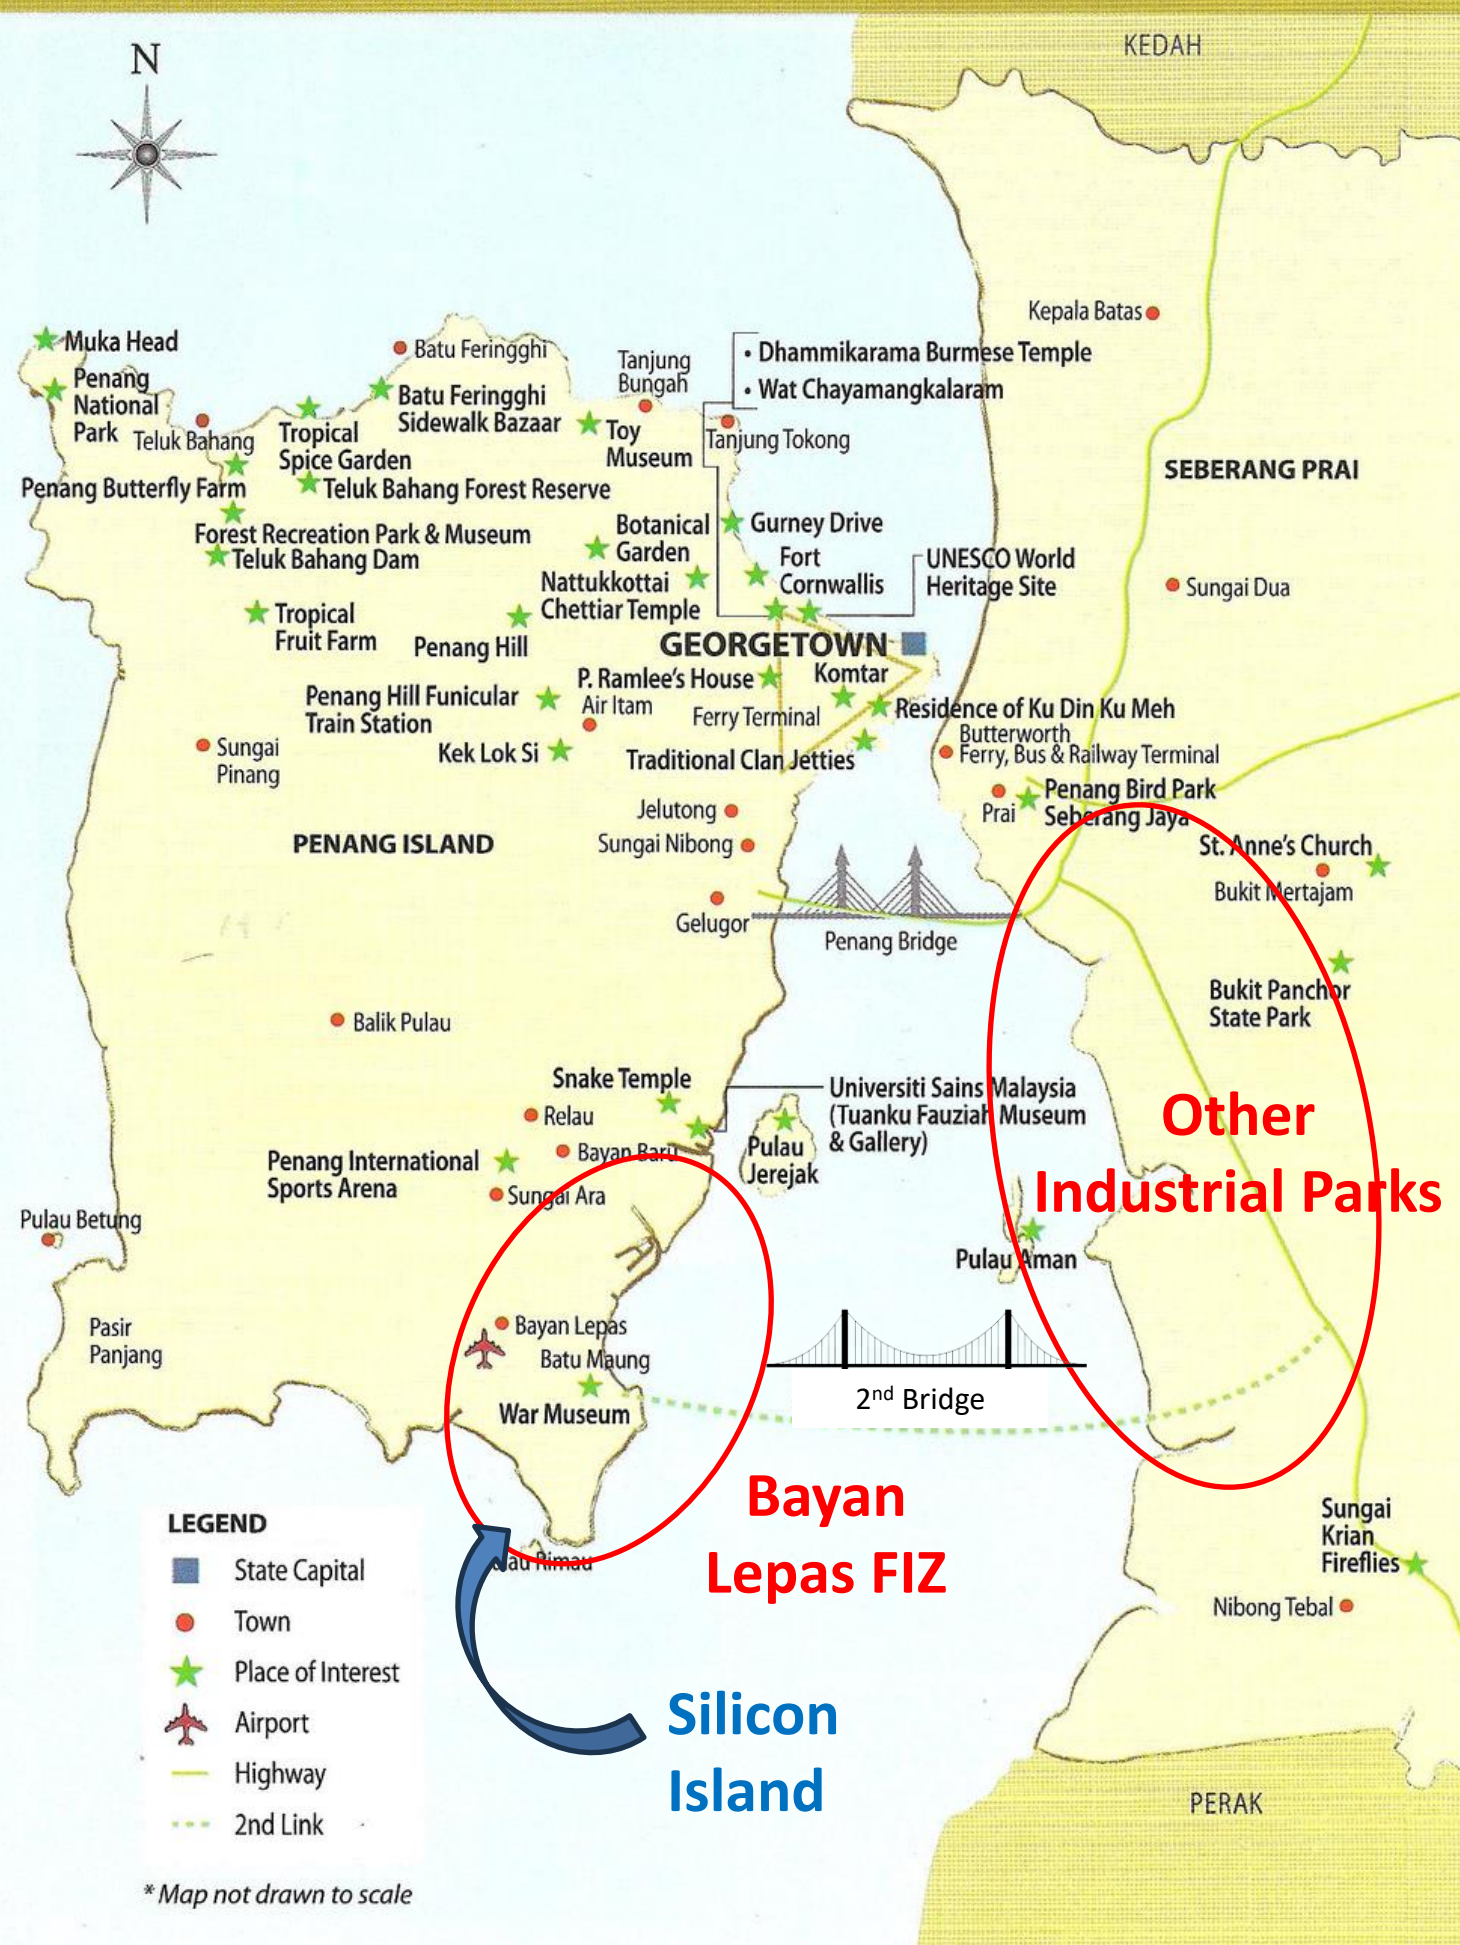 N
KEDAH
Kepala Batas
Muka Head
Batu Feringghi
Tanjung
Bungah
• Dhammikarama Burmese Temple
• Wat Chayamangkalaram
Penang
National
Park
Teluk Bahang
Batu Feringghi
Sidewalk Bazaar
Tropical
Spice Garden
Toy
Museum
Tanjung Tokong
SEBERANG PRAI
Penang Butterfly Farm
Teluk Bahang Forest Reserve
Forest Recreation Park & Museum
Teluk Bahang Dam
Botanical
Garden
Gurney Drive
Fort
Cornwallis
UNESCO World
Heritage Site
Nattukkottai
Chettiar Temple
Sungai Dua
Tropical
Fruit Farm
Penang Hill
GEORGETOWN
P. Ramlee's House
Komtar
Penang Hill Funicular
Train Station
Air Itam
Ferry Terminal
Residence of Ku Din Ku Meh
Butterworth
Ferry, Bus & Railway Terminal
Sungai
Pinang
Kek Lok Si
Traditional Clan Jetties
Prai
Penang Bird Park
Seberang Jaya
Jelutong
Sungai Nibong
PENANG ISLAND
St. Anne's Church
Bukit Mertajam
Gelugor
Penang Bridge
Bukit Panchor
State Park
Balik Pulau
Snake Temple
Universiti Sains Malaysia
(Tuanku Fauziah Museum
& Gallery)
Relau
Bayan Baru
Pulau
Jerejak
Other
Industrial Parks
Penang International
Sports Arena
Sungai Ara
Pulau Betung
Pulau Aman
Pasir
Panjang
Bayan Lepas
Batu Maung
War Museum
2nd Bridge
Bayan
Lepas FIZ
Sungai
Krian
Fireflies
Nibong Tebal
Rimau
Silicon
Island
PERAK
LEGEND
State Capital
Town
Place of Interest
Airport
Highway
2nd Link
* Map not drawn to scale